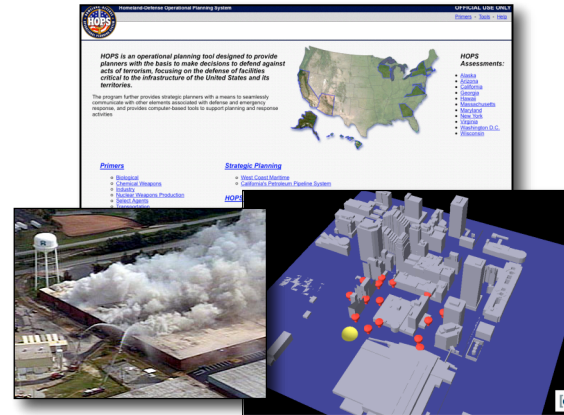 Homeland-Defense Operational Planning System
OFFICIAL USE ONLY
Primers - Tools - Help
HOPS
HOPS is an operational planning tool designed to provide
planners with the basis to make decisions to defend against
acts of terrorism, focusing on the defense of facilities
critical to the infrastructure of the United States and its
territories.
The program further provides strategic planners with a means to seamlessly
communicate with other elements associated with defense and emergency
response, and provides computer-based tools to support planning and response
activities
HOPS
Assessments:
Alaska
Arizona
California
Georgia
Hawaii
Massachusetts
Maryland
New York
Virginia
Washington D.C.
Wisconsin
Primers
Biological
Chemical Weapons
Industry
Nuclear Weapons Production
Select Agents
Transportation
Strategic Planning
West Coast Maritime
California's Petroleum Pipeline System
HOPS